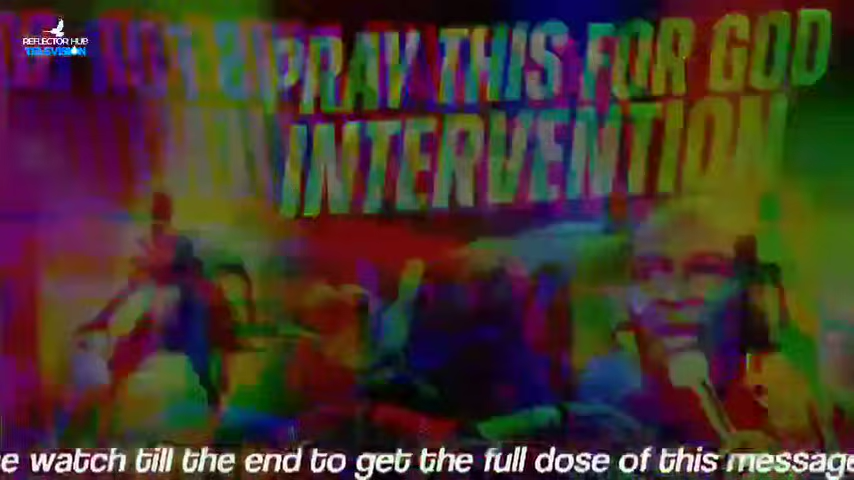 REFLECTOR HUB
TELEVISION
PRAY THIS FOR GOD
INTERVENTION
watch till the end to get the full dose of this message